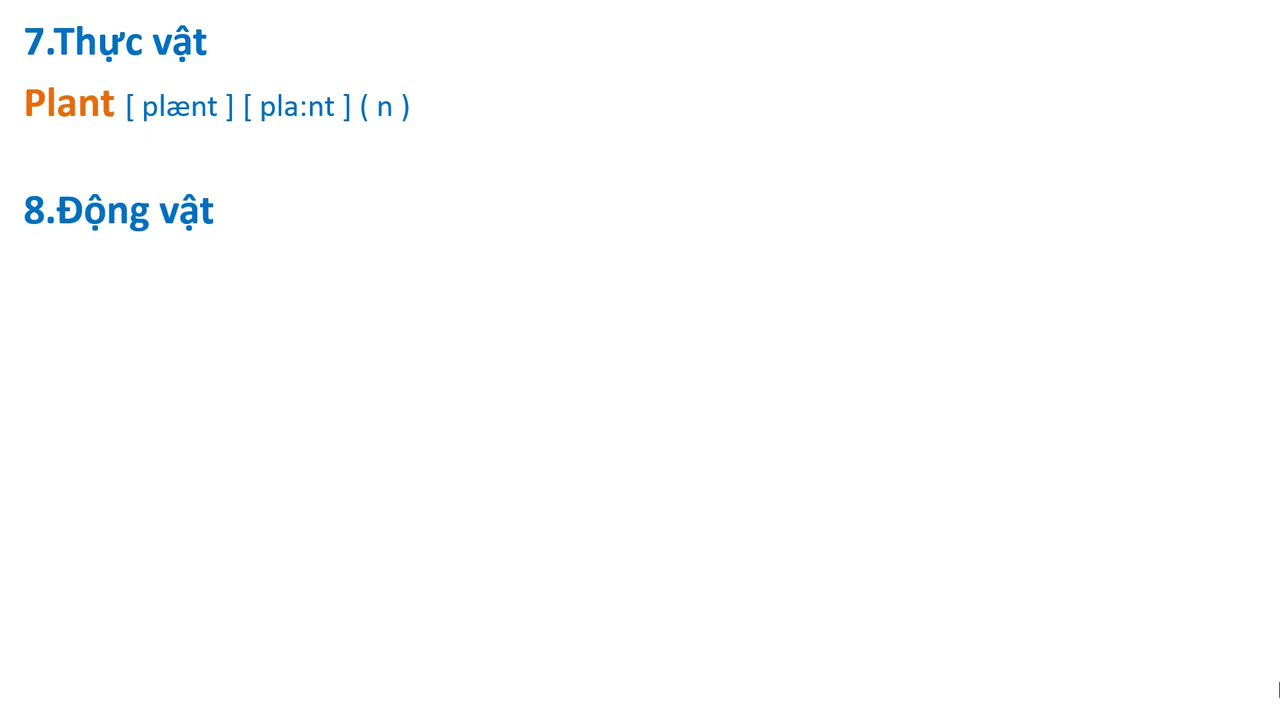 7.Thực vật
Plant [ plænt ] [ pla:nt ] ( n )
8.Động vật